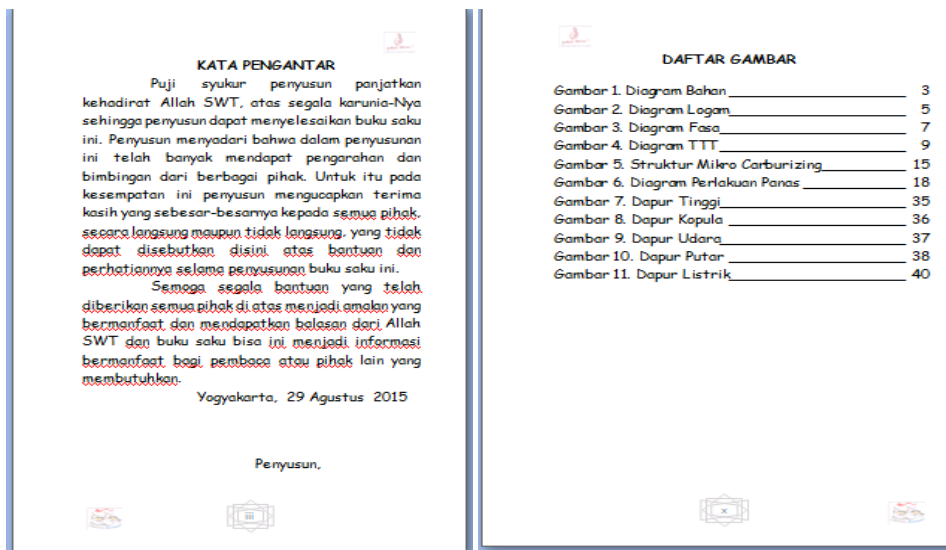 KATA PENGANTAR
Puji syukur penyusun panjatkan
kehadirat Allah SWT, atas segala karunia-Nya
sehingga penyusun dapat menyelesaikan buku saku
ini. Penyusun menyadari bahwa dalam penyusunan
ini telah banyak mendapat pengarahan dan
bimbingan dari berbagai pihak. Untuk itu pada
kesempatan ini penyusun mengucapkan terima
kasih yang sebesar-besarnya kepada semua pihak,
secara langsung maupun tidak langsung, yang tidak
dapat disebutkan disini atas bantuan dan
perhatiannya selama penyusunan buku saku ini.
Semoga segala bantuan yang telah
diberikan semua pihak di atas menjadi amalan yang
bermanfaat dan mendapatkan balasan dari Allah
SWT dan buku saku bisa ini menjadi informasi
bermanfaat bagi pembaca atau pihak lain yang
membutuhkan.
Yogyakarta, 29 Agustus 2015
Penyusun,
iii
DAFTAR GAMBAR
Gambar 1. Diagram Bahan 3
Gambar 2. Diagram Logam 5
Gambar 3. Diagram Fasa 7
Gambar 4. Diagram TTT 9
Gambar 5. Struktur Mikro Carburizing 15
Gambar 6. Diagram Perlakuan Panas 18
Gambar 7. Dapur Tinggi 35
Gambar 8. Dapur Kopula 36
Gambar 9. Dapur Udara 37
Gambar 10. Dapur Putar 38
Gambar 11. Dapur Listrik 40
x